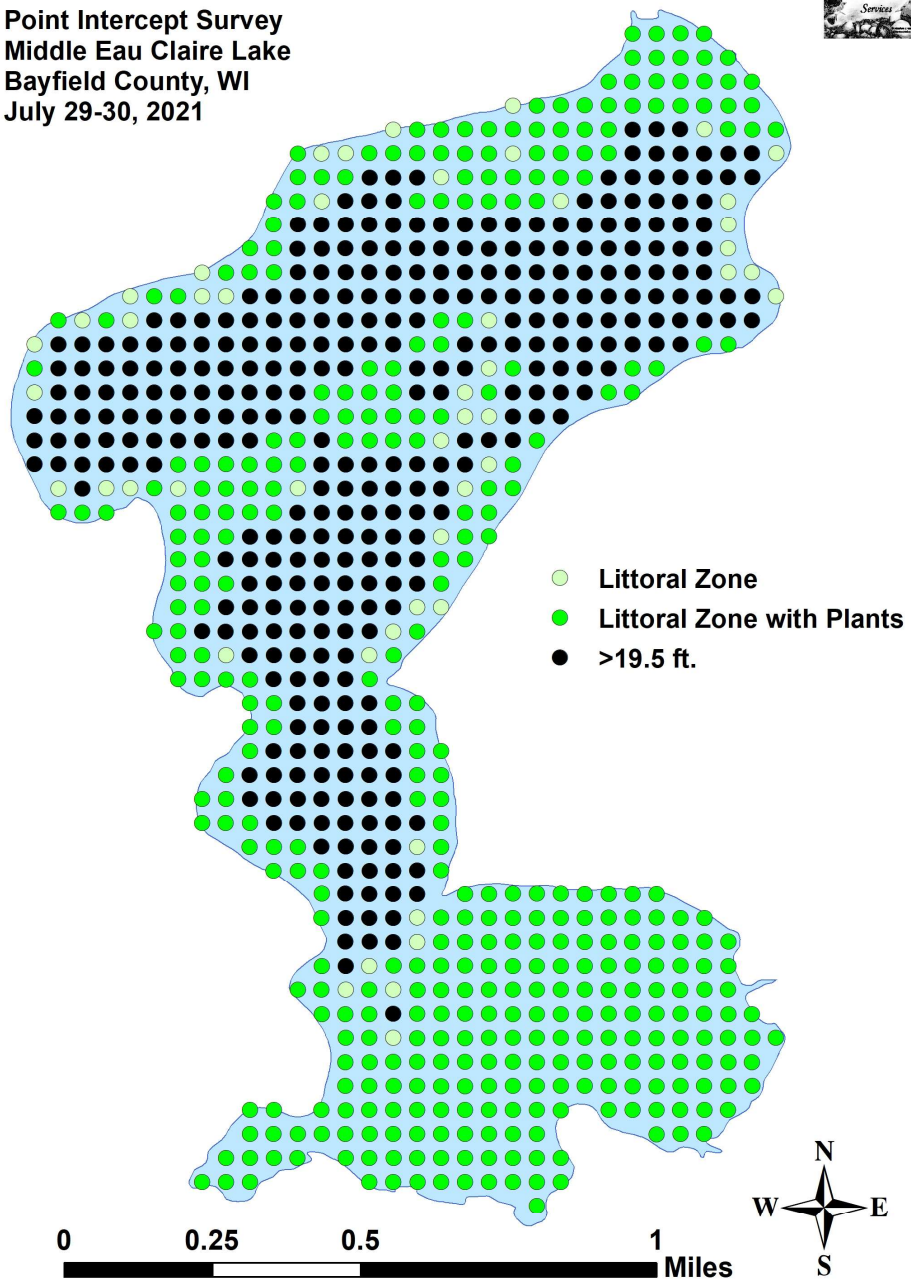 Point Intercept Survey
Middle Eau Claire Lake
Bayfield County, WI
July 29-30, 2021
Services
Littoral Zone
Littoral Zone with Plants
>19.5 ft.
N
W E
S
0 0.25 0.5 1
Miles